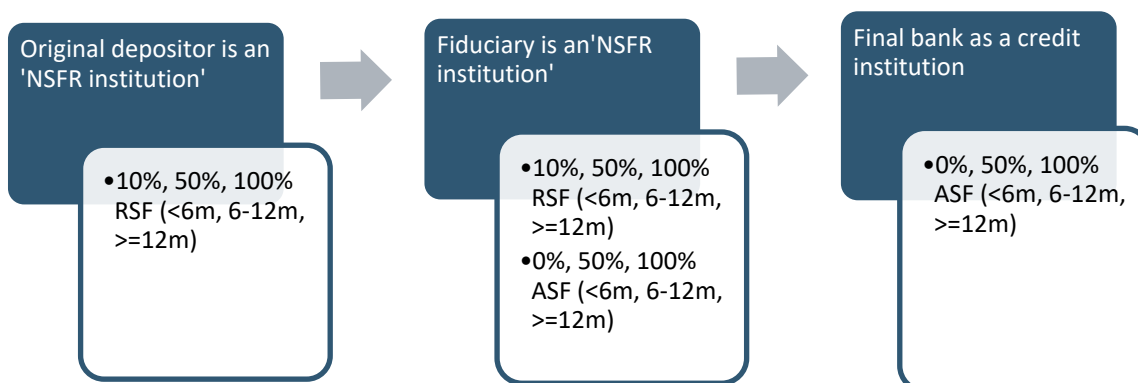 Original depositor is an
'NSFR institution'
•10%, 50%, 100%
RSF (<6m, 6-12m,
>=12m)
Fiduciary is an'NSFR
institution'
•10%, 50%, 100%
RSF (<6m, 6-12m,
>=12m)
•0%, 50%, 100%
ASF (<6m, 6-12m,
>=12m)
Final bank as a credit
institution
•0%, 50%, 100%
ASF (<6m, 6-12m,
>=12m)